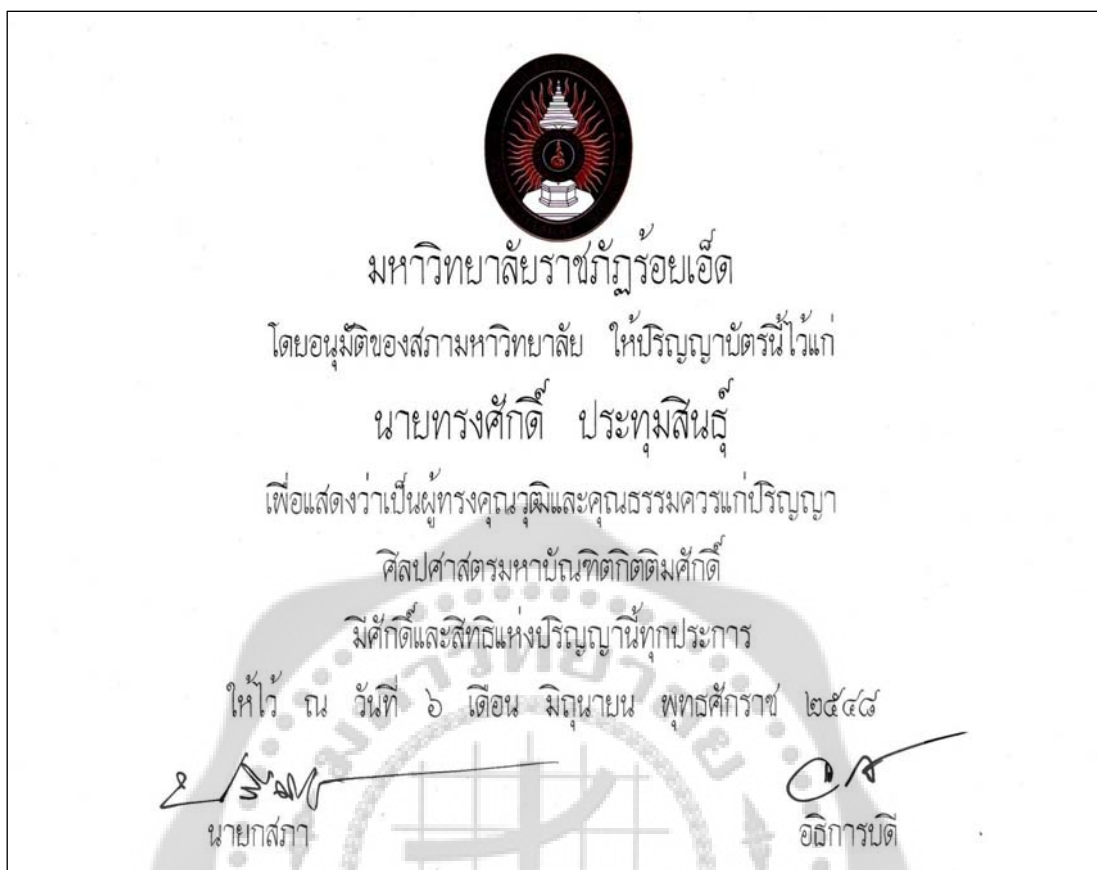 มหาวิทยาลัยราชภัฏร้อยเอ็ด
โดยอนุมัติของสภามหาวิทยาลัย ให้ปริญญาบัตรนี้ไว้แก่
นายทรงศักดิ์ ประทุมสินธุ์
เพื่อแสดงว่าเป็นผู้ทรงคุณวุฒิและคุณธรรมควรแก่ปริญญา
ศิลปศาสตรมหาบัณฑิตกิตติมศักดิ์
มีศักดิ์และสิทธิแห่งปริญญานี้ทุกประการ
ให้ไว้ ณ วันที่ ๖ เดือน มิถุนายน พุทธศักราช ๒๕๔๘
นายกสภา อธิการบดี